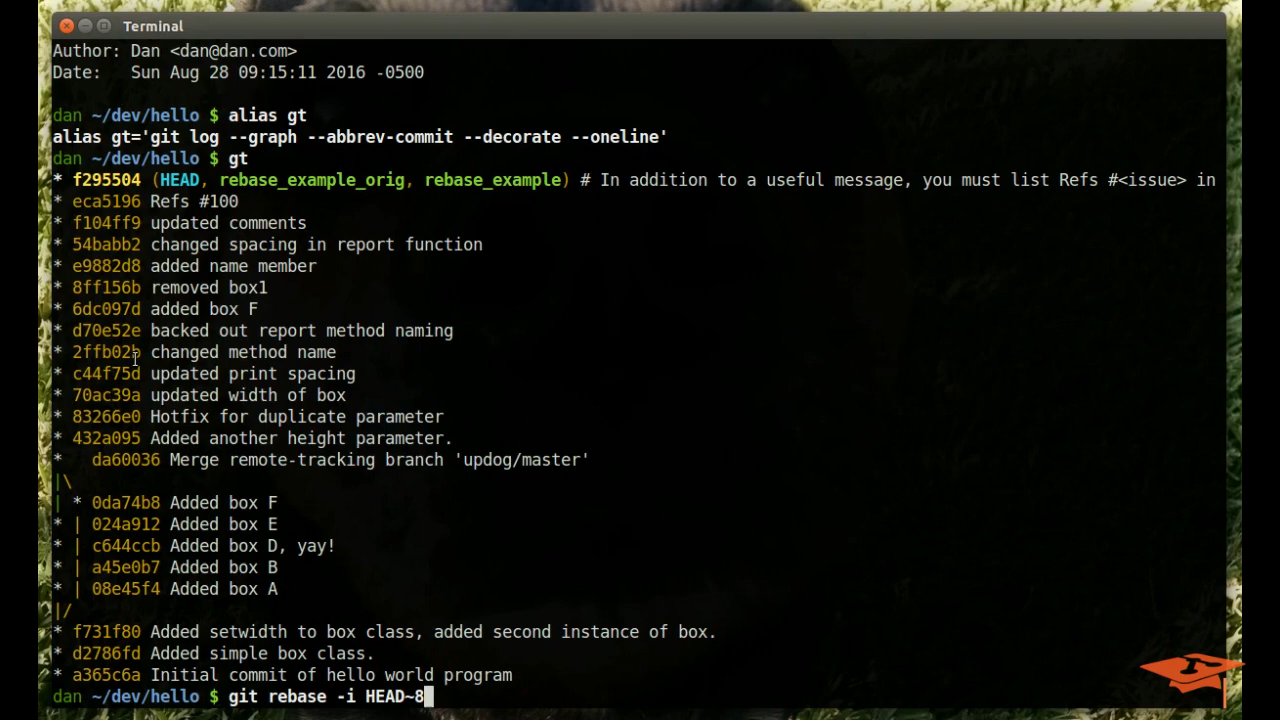 Terminal
Author: Dan <dan@dan.com>
Date:   Sun Aug 28 09:15:11 2016 -0500
dan ~/dev/hello $ alias gt
alias gt='git log --graph --abbrev-commit --decorate --oneline'
dan ~/dev/hello $ gt
* f295504 (HEAD, rebase_example_orig, rebase_example) # In addition to a useful message, you must list Refs #<issue> in
* eca5196 Refs #100
* f104ff9 updated comments
* 54babb2 changed spacing in report function
* e9882d8 added name member
* 8ff156b removed box1
* 6dc097d added box F
* d70e52e backed out report method naming
* 2ffb02b changed method name
* c44f75d updated print spacing
* 70ac39a updated width of box
* 83266e0 Hotfix for duplicate parameter
* 432a095 Added another height parameter.
*   da60036 Merge remote-tracking branch 'updog/master'
|\
| * 0da74b8 Added box F
* | 024a912 Added box E
* | c644ccb Added box D, yay!
* | a45e0b7 Added box B
* | 08e45f4 Added box A
|/
* f731f80 Added setwidth to box class, added second instance of box.
* d2786fd Added simple box class.
* a365c6a Initial commit of hello world program
dan ~/dev/hello $ git rebase -i HEAD~8